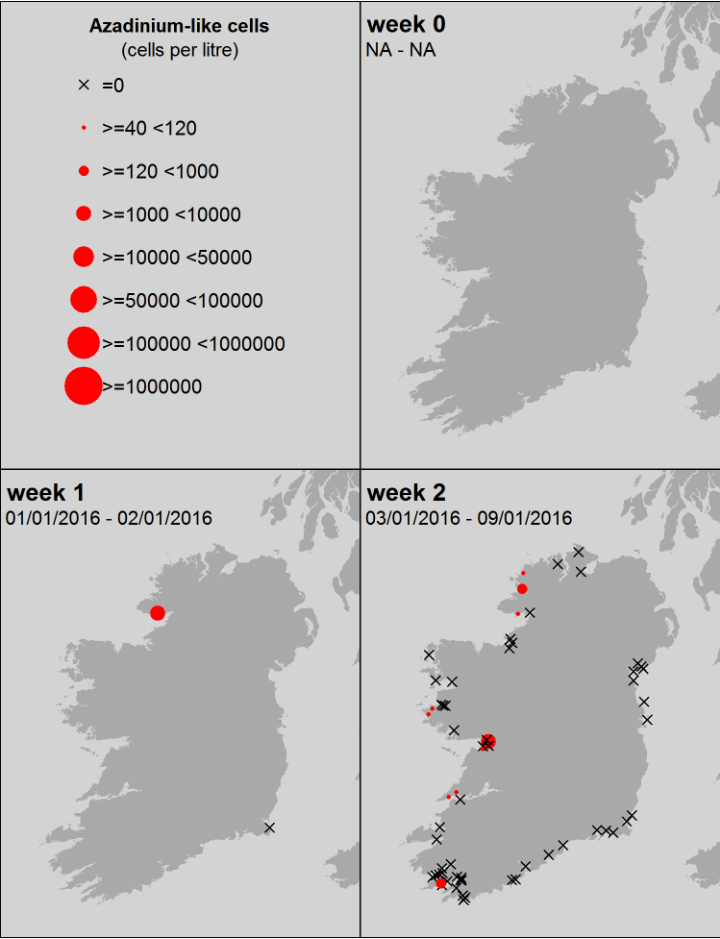 Azadinium-like cells
(cells per litre)
=0
>=40 <120
>=120 <1000
>=1000 <10000
>=10000 <50000
>=50000 <100000
>=100000 <1000000
>=1000000
week 0
NA - NA
week 1
01/01/2016 - 02/01/2016
week 2
03/01/2016 - 09/01/2016